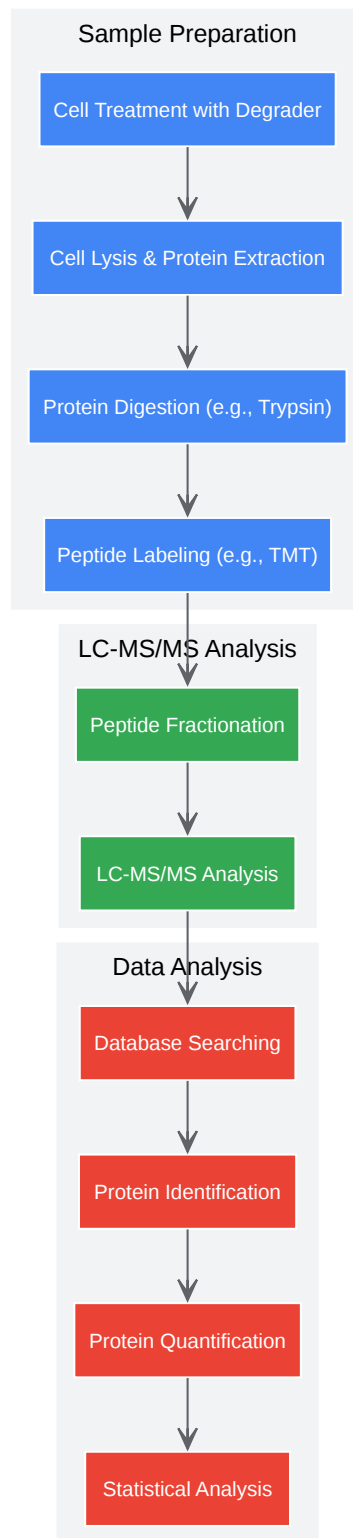 Sample Preparation
Cell Treatment with Degrader
Cell Lysis & Protein Extraction
Protein Digestion (e.g., Trypsin)
Peptide Labeling (e.g., TMT)
LC-MS/MS Analysis
Peptide Fractionation
LC-MS/MS Analysis
Data Analysis
Database Searching
Protein Identification
Protein Quantification
Statistical Analysis